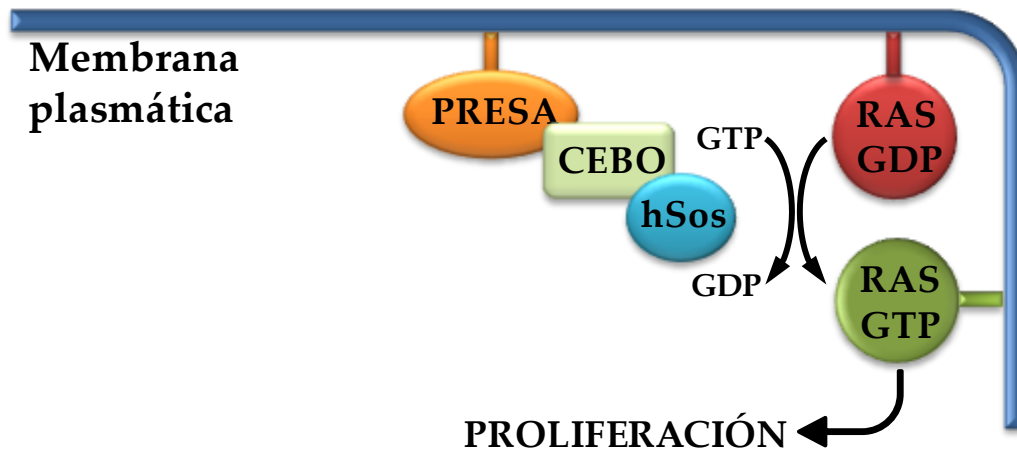 Membrana
plasmática
PRESA
CEBO
hSos
GTP
GDP
RAS
GDP
RAS
GTP
PROLIFERACIÓN